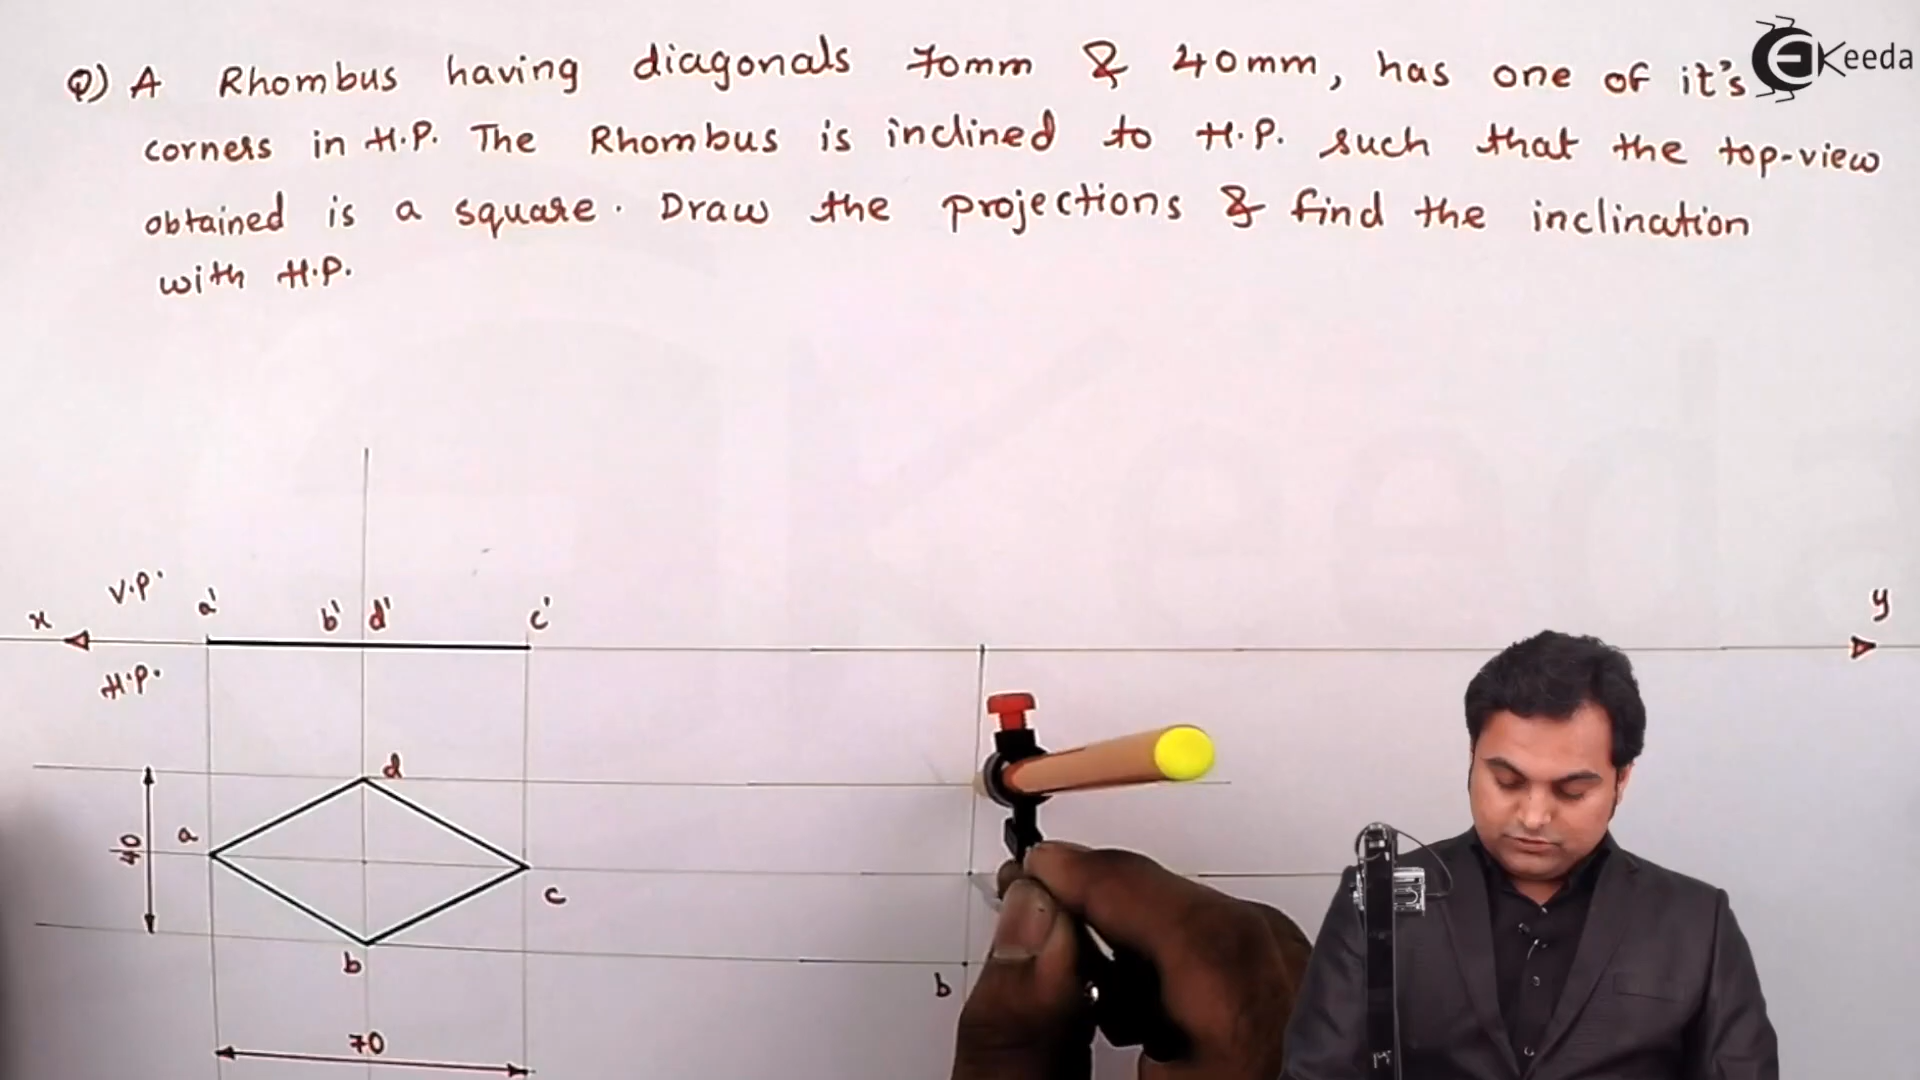 Q) A Rhombus having diagonals 70mm & 40mm, has one of it's
corners in H.P. The Rhombus is inclined to H.P. such that the top-view
obtained is a square. Draw the projections & find the inclination
with H.P.
Keeda
V.P.
x a' b' d' c' y
H.P.
d
a
40
c
b
b
70